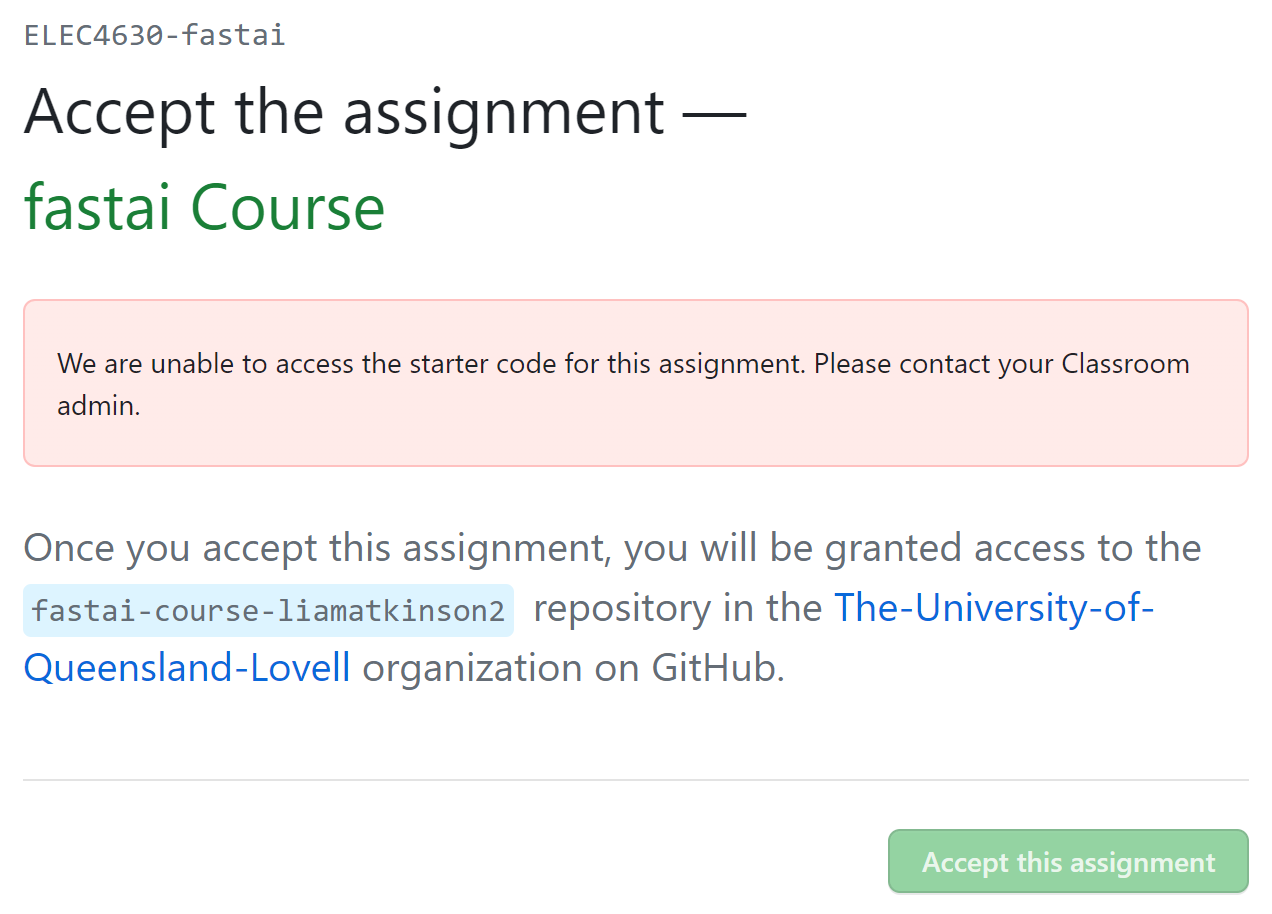 ELEC4630-fastai
Accept the assignment —
fastai Course
We are unable to access the starter code for this assignment. Please contact your Classroom
admin.
Once you accept this assignment, you will be granted access to the
fastai-course-liamatkinson2 repository in the The-University-of-
Queensland-Lovell organization on GitHub.
Accept this assignment